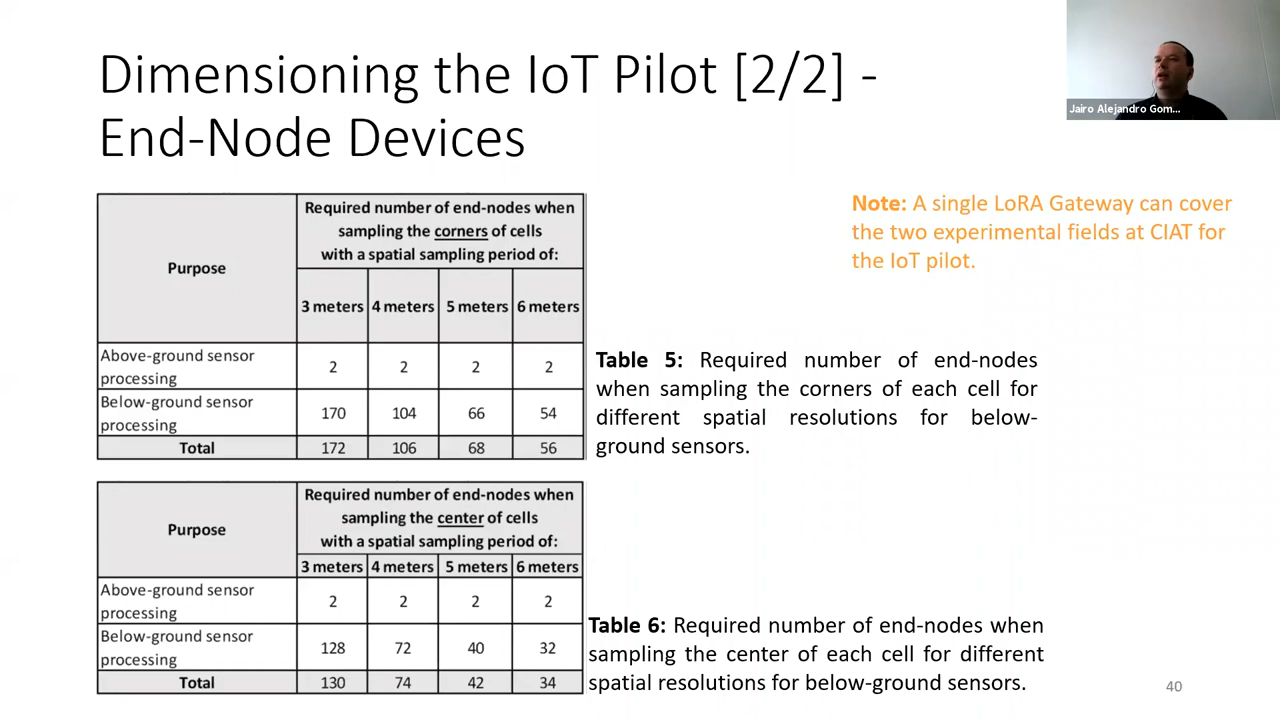 Dimensioning the IoT Pilot [2/2] -
End-Node Devices
Jairo Alejandro Gom...
Note: A single LoRA Gateway can cover
the two experimental fields at CIAT for
the IoT pilot.
Purpose
Required number of end-nodes when
sampling the corners of cells
with a spatial sampling period of:
3 meters 4 meters 5 meters 6 meters
Above-ground sensor
processing
2 2 2 2
Below-ground sensor
processing
170 104 66 54
Total 172 106 68 56
Table 5: Required number of end-nodes
when sampling the corners of each cell for
different spatial resolutions for below-
ground sensors.
Purpose
Required number of end-nodes when
sampling the center of cells
with a spatial sampling period of:
3 meters 4 meters 5 meters 6 meters
Above-ground sensor
processing
2 2 2 2
Below-ground sensor
processing
128 72 40 32
Total 130 74 42 34
Table 6: Required number of end-nodes when
sampling the center of each cell for different
spatial resolutions for below-ground sensors.
40